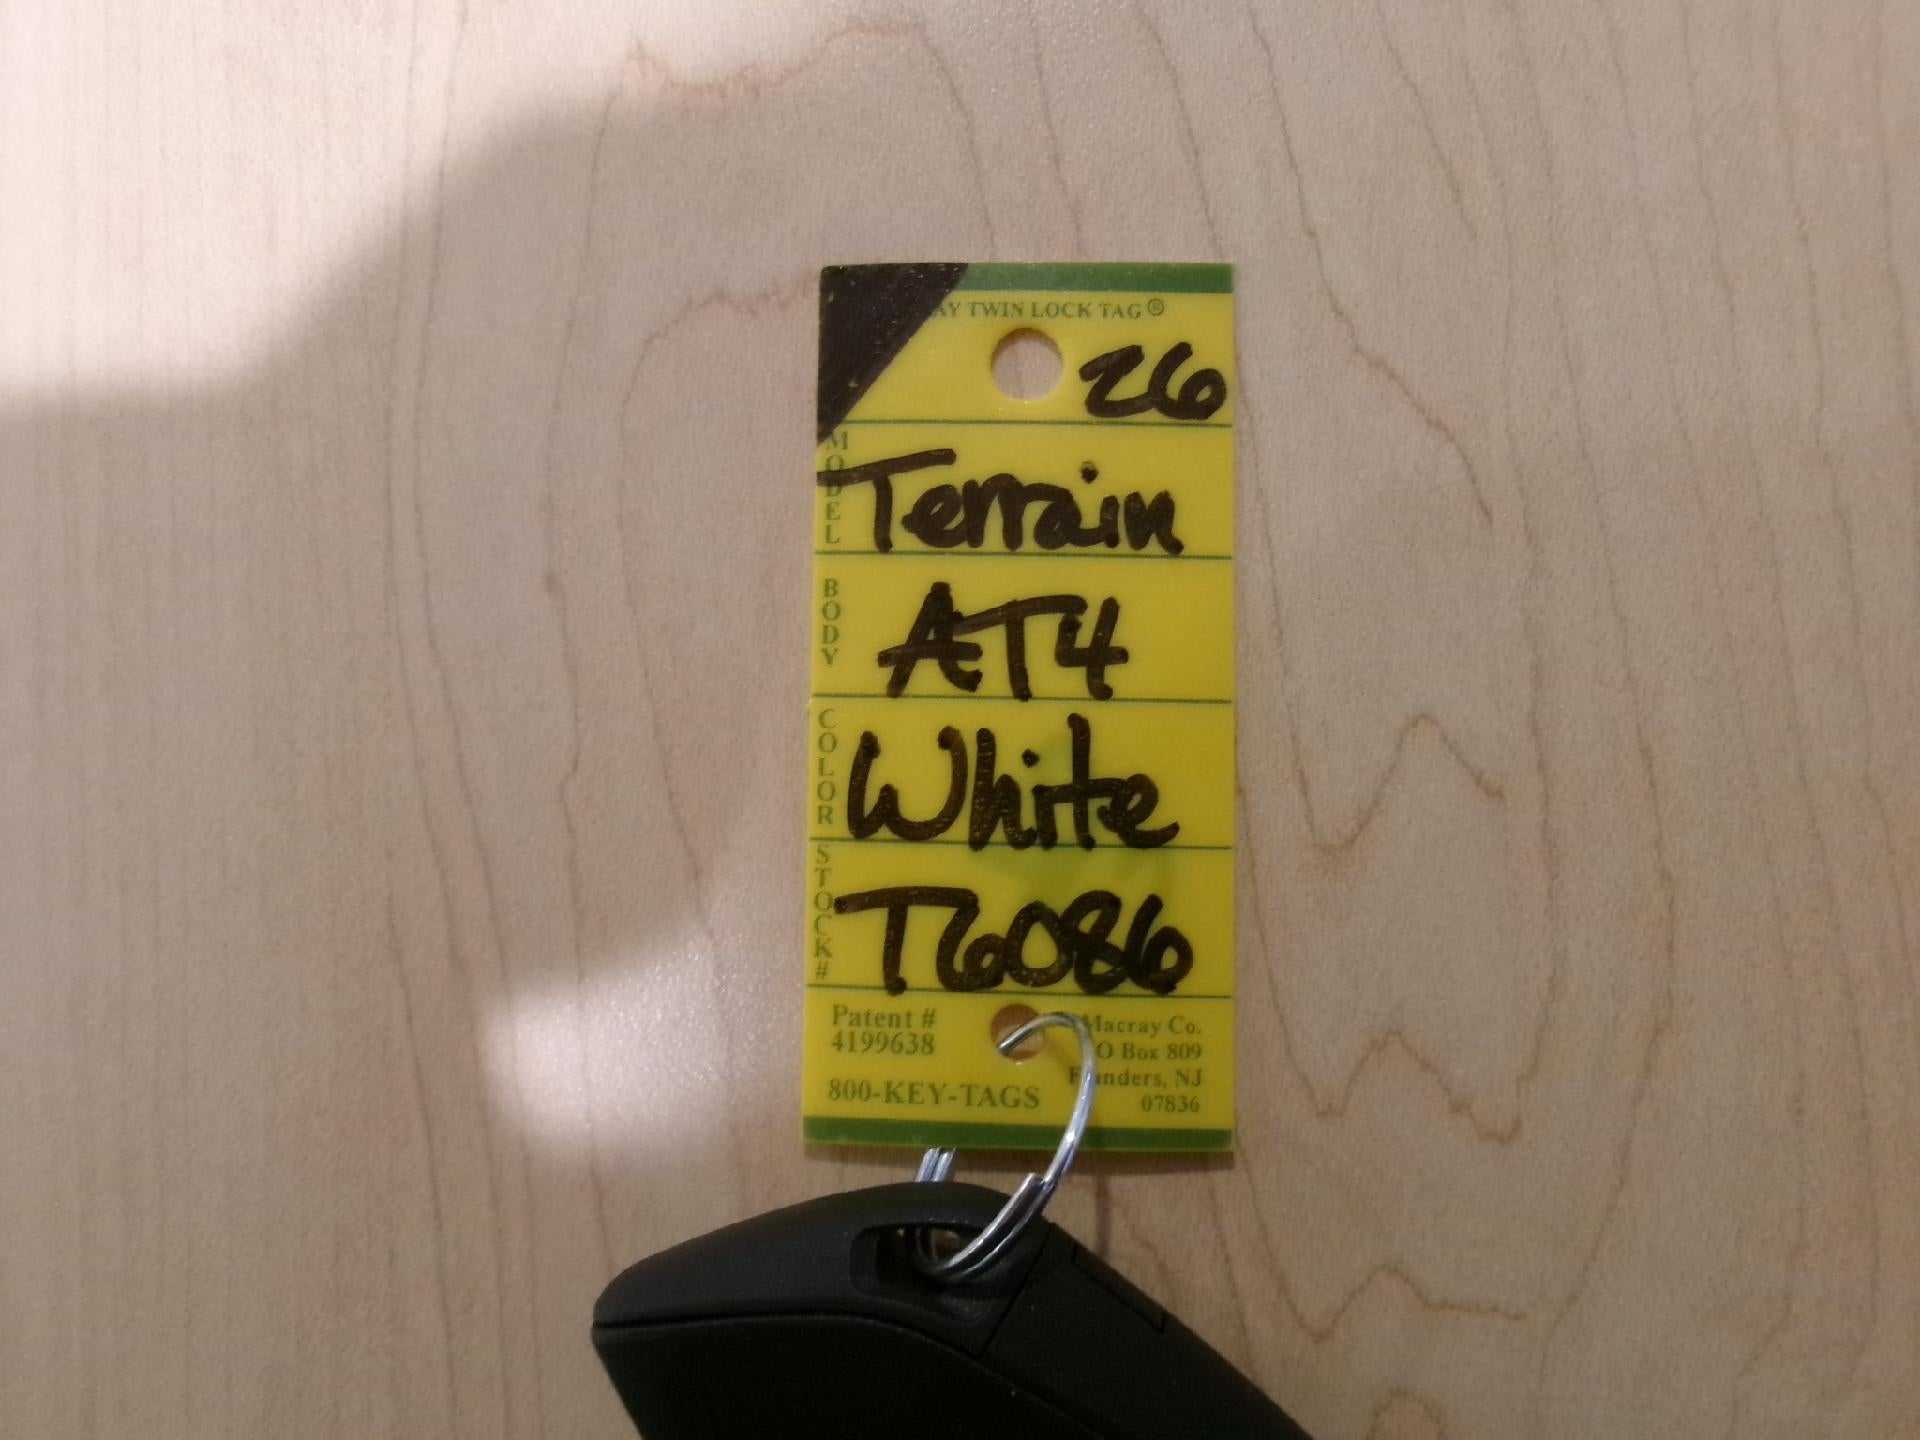 AY TWIN LOCK TAG®
26
MODEL
Terrain
BODY
AT4
COLOR
White
STOCK#
T6086
Patent #
4199638
800-KEY-TAGS
Macray Co.
O Box 809
Flanders, NJ
07836